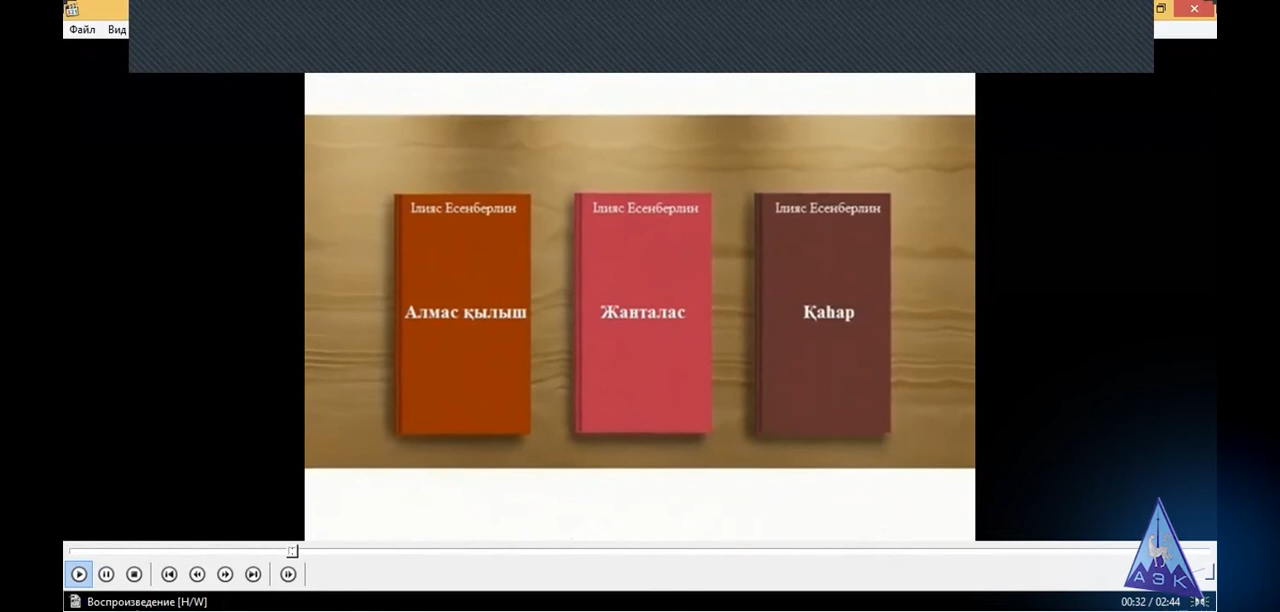 Файл Вид
Ілияс Есенберлин
Алмас қылыш
Ілияс Есенберлин
Жанталас
Ілияс Есенберлин
Қаһар
АЭК
Воспроизведение [H/W]
00:32 / 02:44